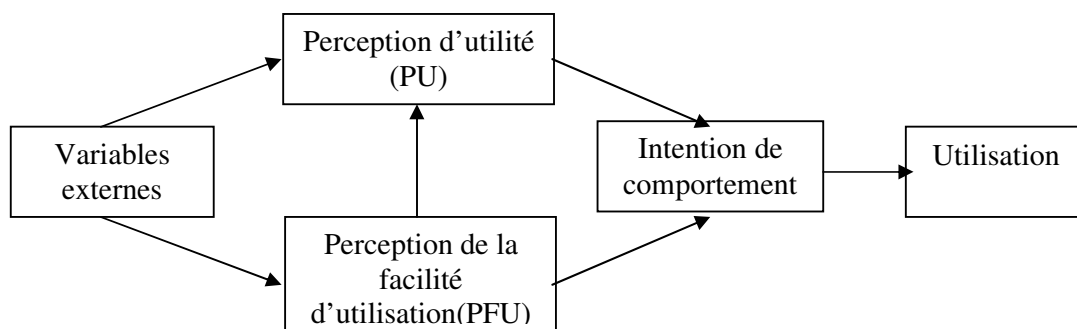 Perception d’utilité
(PU)
Variables
externes
Intention de
comportement
Utilisation
Perception de la
facilité
d’utilisation(PFU)